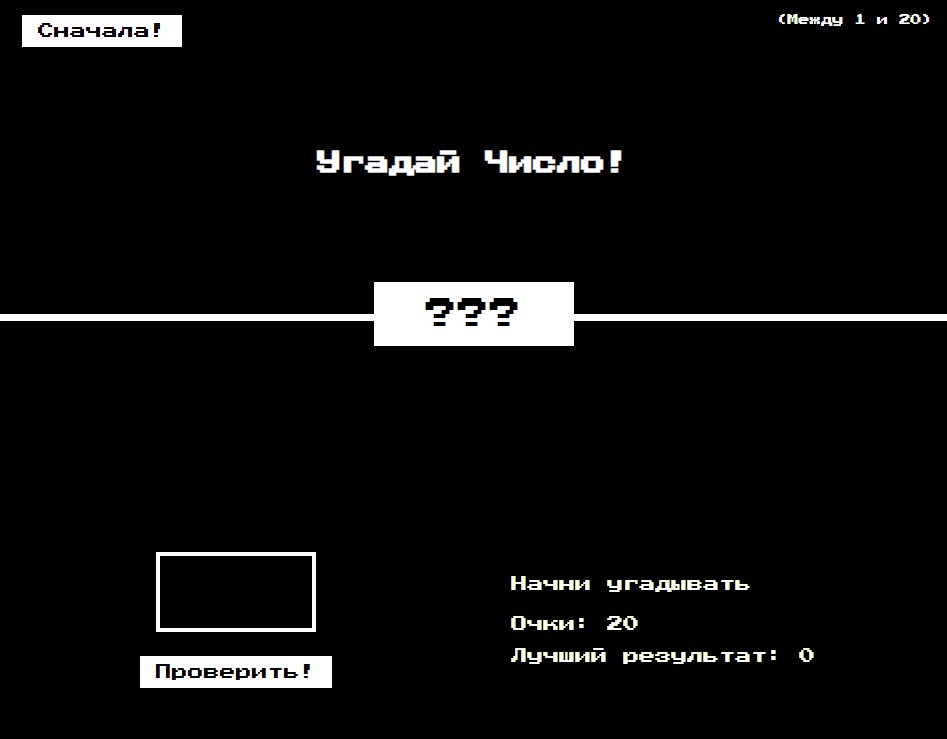 Сначала!
(Между 1 и 20)
Угадай Число!
???
Начни угадывать
Очки: 20
Лучший результат: 0
Проверить!